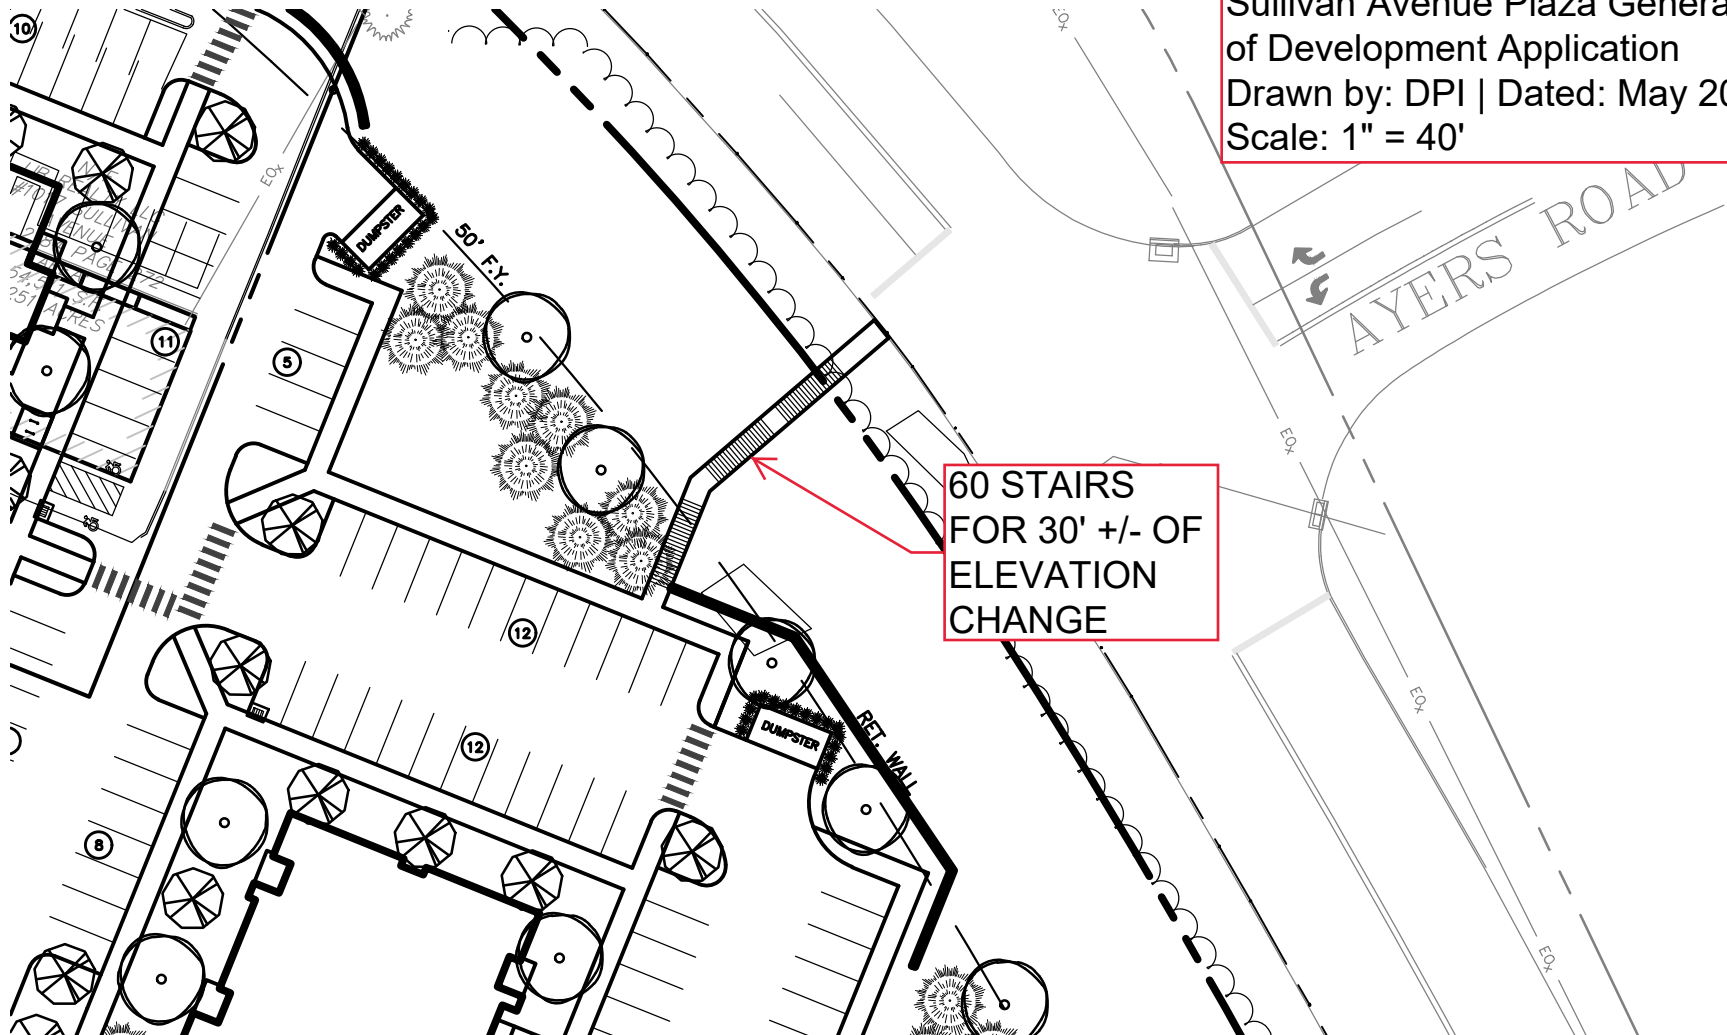 Sullivan Avenue Plaza Genera
of Development Application
Drawn by: DPI | Dated: May 20
Scale: 1" = 40'
10
EOx
EOx
AYERS ROAD
DUMPSTER
50' F.Y.
11
5
ACRES
60 STAIRS
FOR 30' +/- OF
ELEVATION
CHANGE
EOx
12
12
DUMPSTER
RET. WALL
EOx
8
EOx